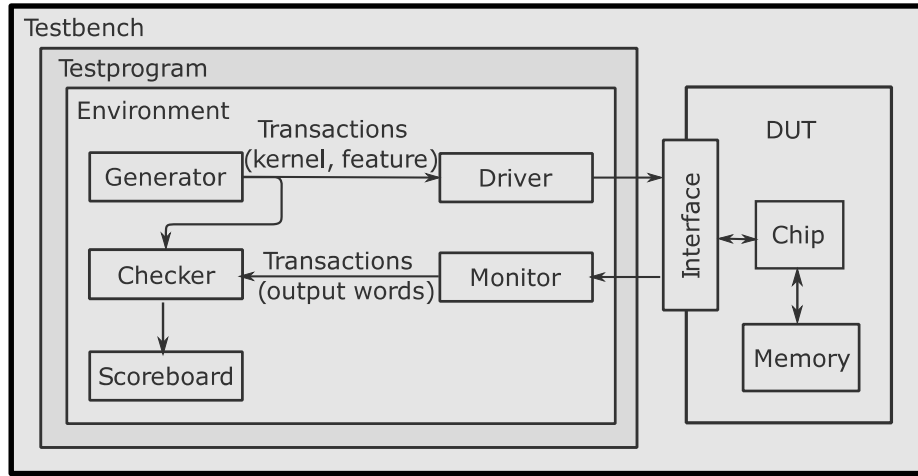 Testbench
Testprogram
Environment
Transactions
(kernel, feature)
Generator
Driver
DUT
Interface
Chip
Checker
Transactions
(output words)
Monitor
Scoreboard
Memory